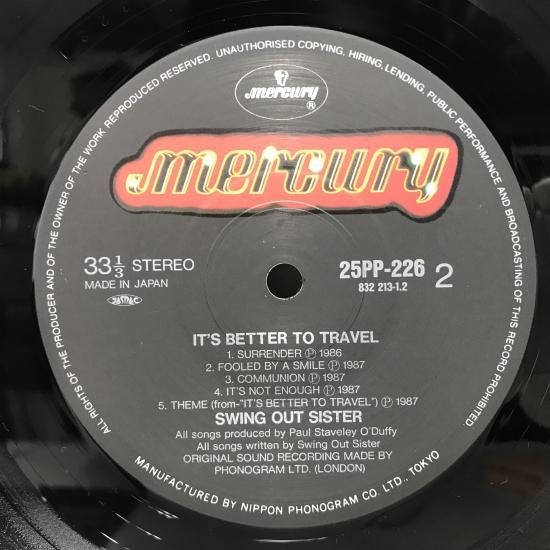 ALL RIGHTS OF THE PRODUCER AND OF THE OWNER OF THE WORK REPRODUCED RESERVED. UNAUTHORISED COPYING, HIRING, LENDING, PUBLIC PERFORMANCE AND BROADCASTING OF THIS RECORD PROHIBITED
mercury
®
mercury
33 1/3 STEREO
MADE IN JAPAN
JASRAC
25PP-226 2
832 213-1.2
IT'S BETTER TO TRAVEL
1. SURRENDER Ⓟ 1986
2. FOOLED BY A SMILE Ⓟ 1987
3. COMMUNION Ⓟ 1987
4. IT'S NOT ENOUGH Ⓟ 1987
5. THEME (from-"IT'S BETTER TO TRAVEL") Ⓟ 1987
SWING OUT SISTER
All songs produced by Paul Staveley O'Duffy
All songs written by Swing Out Sister
ORIGINAL SOUND RECORDING MADE BY
PHONOGRAM LTD. (LONDON)
MANUFACTURED BY NIPPON PHONOGRAM CO. LTD., TOKYO